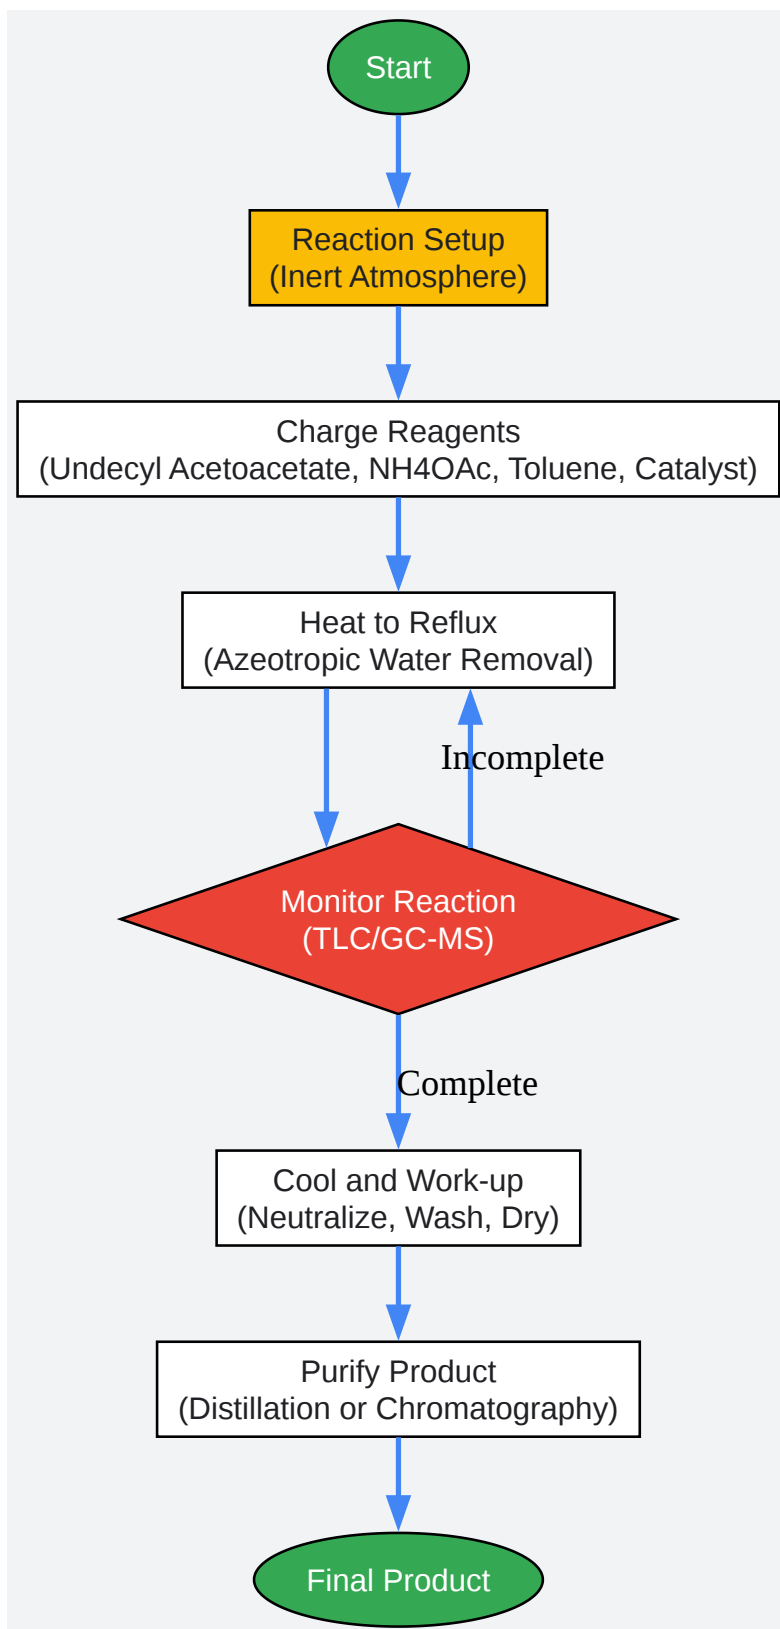 Start
Reaction Setup
(Inert Atmosphere)
Charge Reagents
(Undecyl Acetoacetate, NH4OAc, Toluene, Catalyst)
Heat to Reflux
(Azeotropic Water Removal)
Incomplete
Monitor Reaction
(TLC/GC-MS)
Complete
Cool and Work-up
(Neutralize, Wash, Dry)
Purify Product
(Distillation or Chromatography)
Final Product